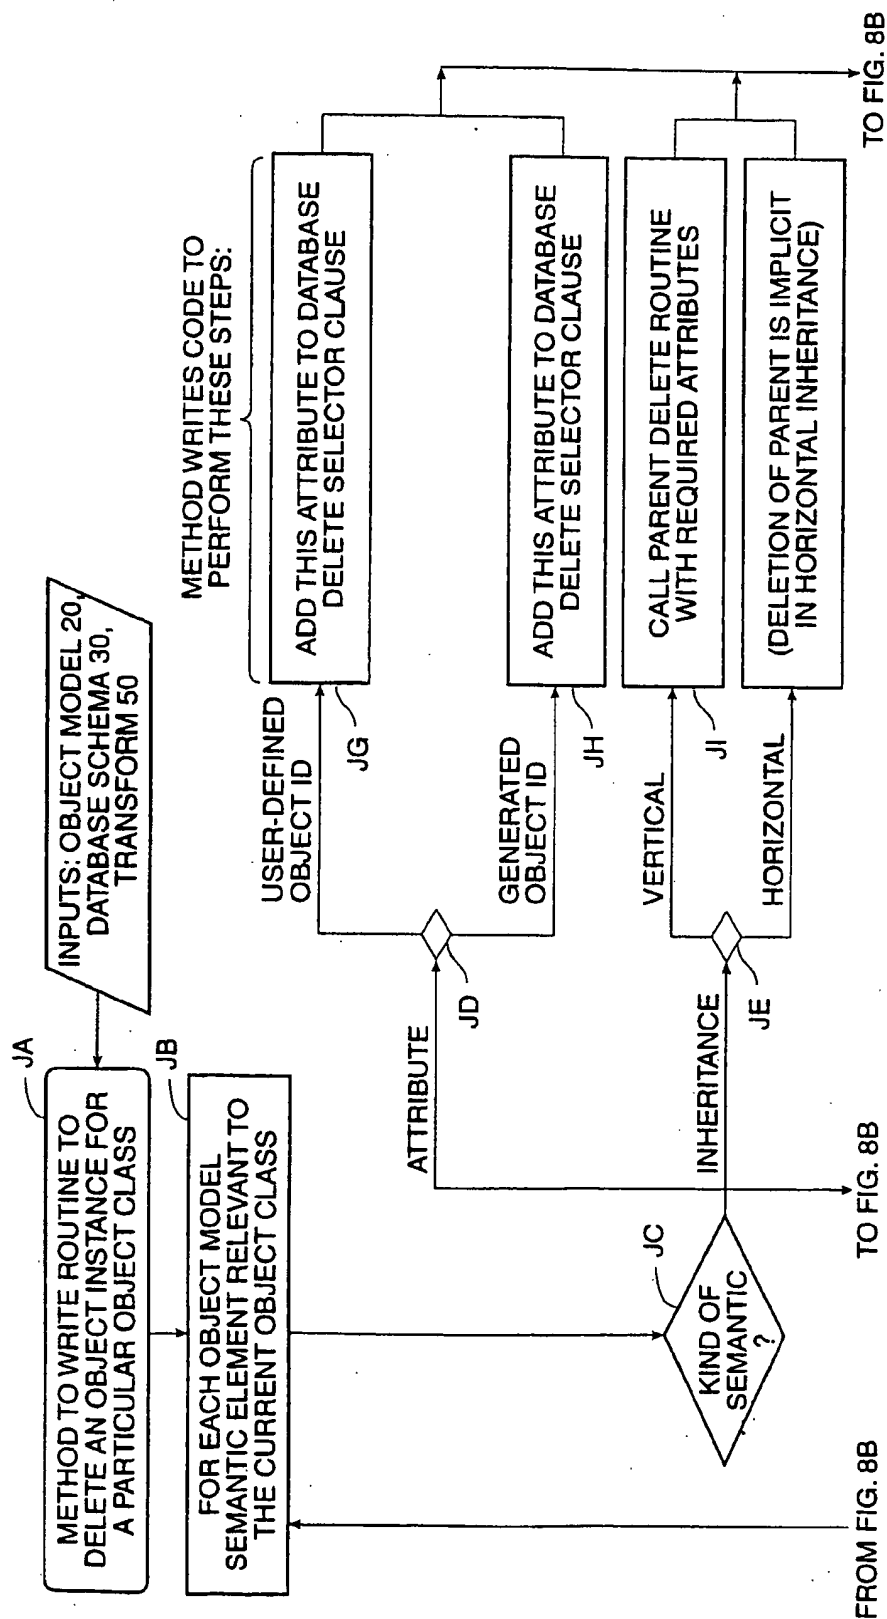 JA
METHOD TO WRITE ROUTINE TO
DELETE AN OBJECT INSTANCE FOR
A PARTICULAR OBJECT CLASS
INPUTS: OBJECT MODEL 20,
DATABASE SCHEMA 30,
TRANSFORM 50
JB
FOR EACH OBJECT MODEL
SEMANTIC ELEMENT RELEVANT TO
THE CURRENT OBJECT CLASS
METHOD WRITES CODE TO
PERFORM THESE STEPS:
USER-DEFINED
OBJECT ID
JG
ADD THIS ATTRIBUTE TO DATABASE
DELETE SELECTOR CLAUSE
ATTRIBUTE
JD
GENERATED
OBJECT ID
JH
ADD THIS ATTRIBUTE TO DATABASE
DELETE SELECTOR CLAUSE
JC
KIND OF
SEMANTIC
?
INHERITANCE
JE
VERTICAL
JI
CALL PARENT DELETE ROUTINE
WITH REQUIRED ATTRIBUTES
HORIZONTAL
(DELETION OF PARENT IS IMPLICIT
IN HORIZONTAL INHERITANCE)
FROM FIG. 8B
TO FIG. 8B
TO FIG. 8B